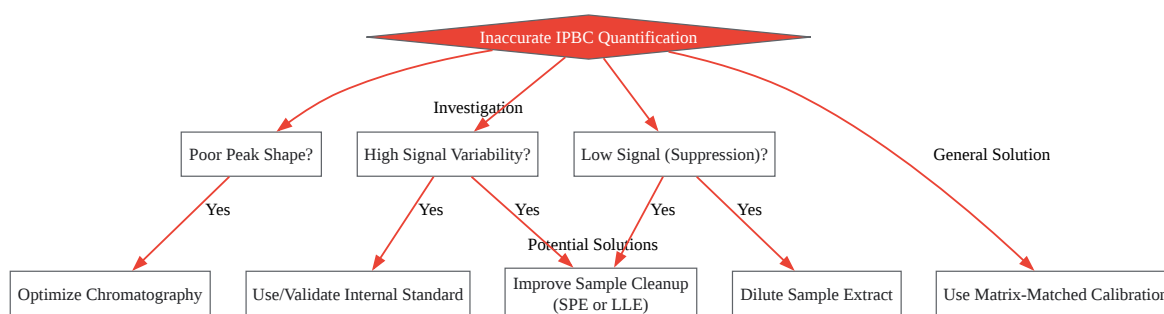 Inaccurate IPBC Quantification
Investigation
Poor Peak Shape?
High Signal Variability?
Low Signal (Suppression)?
General Solution
Yes
Yes
Yes
Yes
Yes
Potential Solutions
Optimize Chromatography
Use/Validate Internal Standard
Improve Sample Cleanup
(SPE or LLE)
Dilute Sample Extract
Use Matrix-Matched Calibration